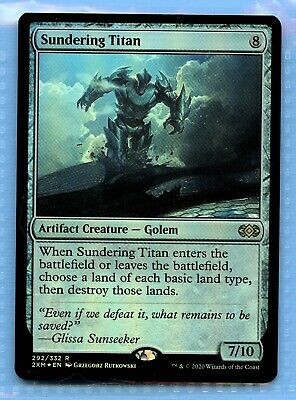 Sundering Titan 8
Artifact Creature — Golem
When Sundering Titan enters the
battlefield or leaves the battlefield,
choose a land of each basic land type,
then destroy those lands.
"Even if we defeat it, what remains to
be saved?"
—Glissa Sunseeker
7/10
292/332 R
2XM ★ EN Grzegorz Rutkowski
™ & © 2020 Wizards of the Coast